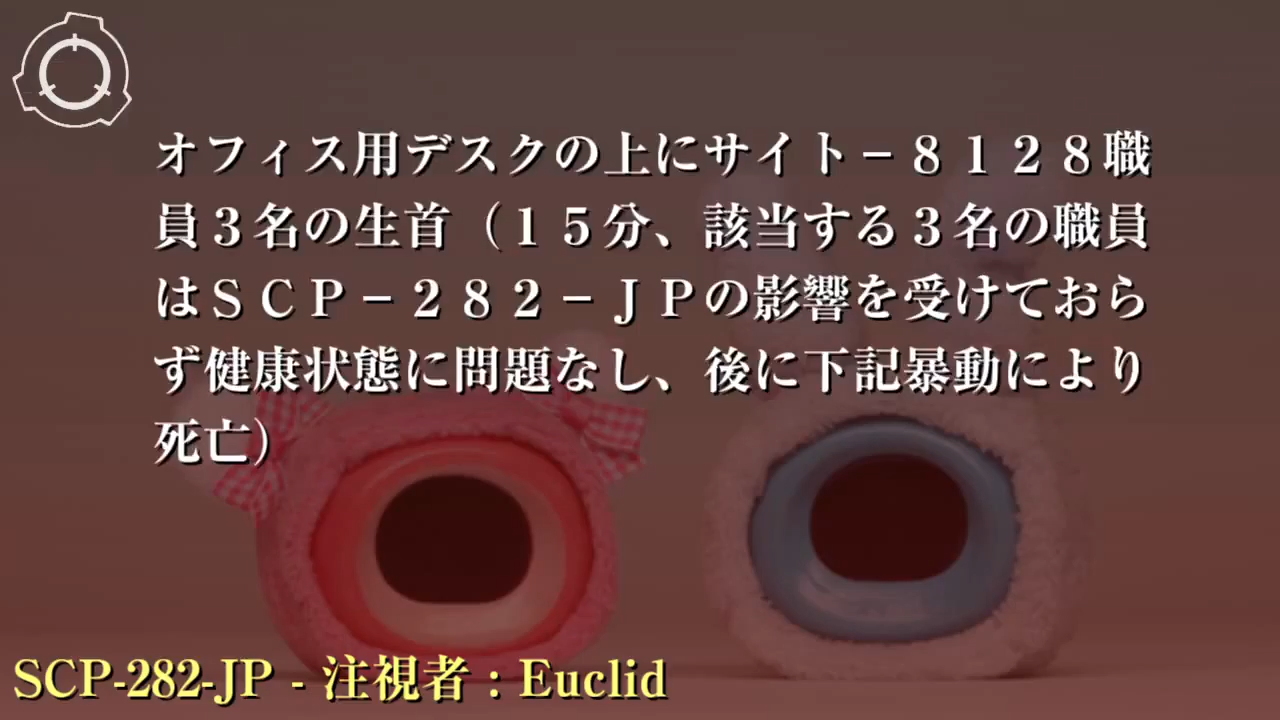 オフィス用デスクの上にサイト－８１２８職
員３名の生首（１５分、該当する３名の職員
はＳＣＰ－２８２－ＪＰの影響を受けておら
ず健康状態に問題なし、後に下記暴動により
死亡）
SCP-282-JP - 注視者：Euclid